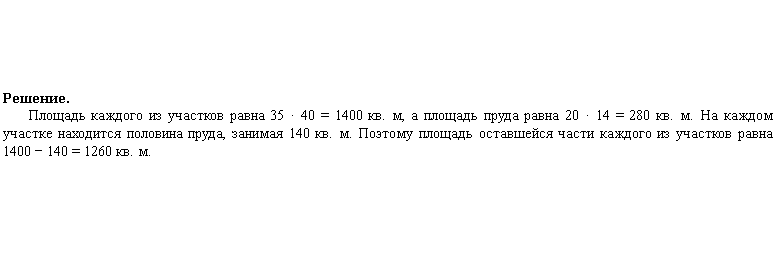 Решение.
Площадь каждого из участков равна 35 · 40 = 1400 кв. м, а площадь пруда равна 20 · 14 = 280 кв. м. На каждом
участке находится половина пруда, занимая 140 кв. м. Поэтому площадь оставшейся части каждого из участков равна
1400 − 140 = 1260 кв. м.